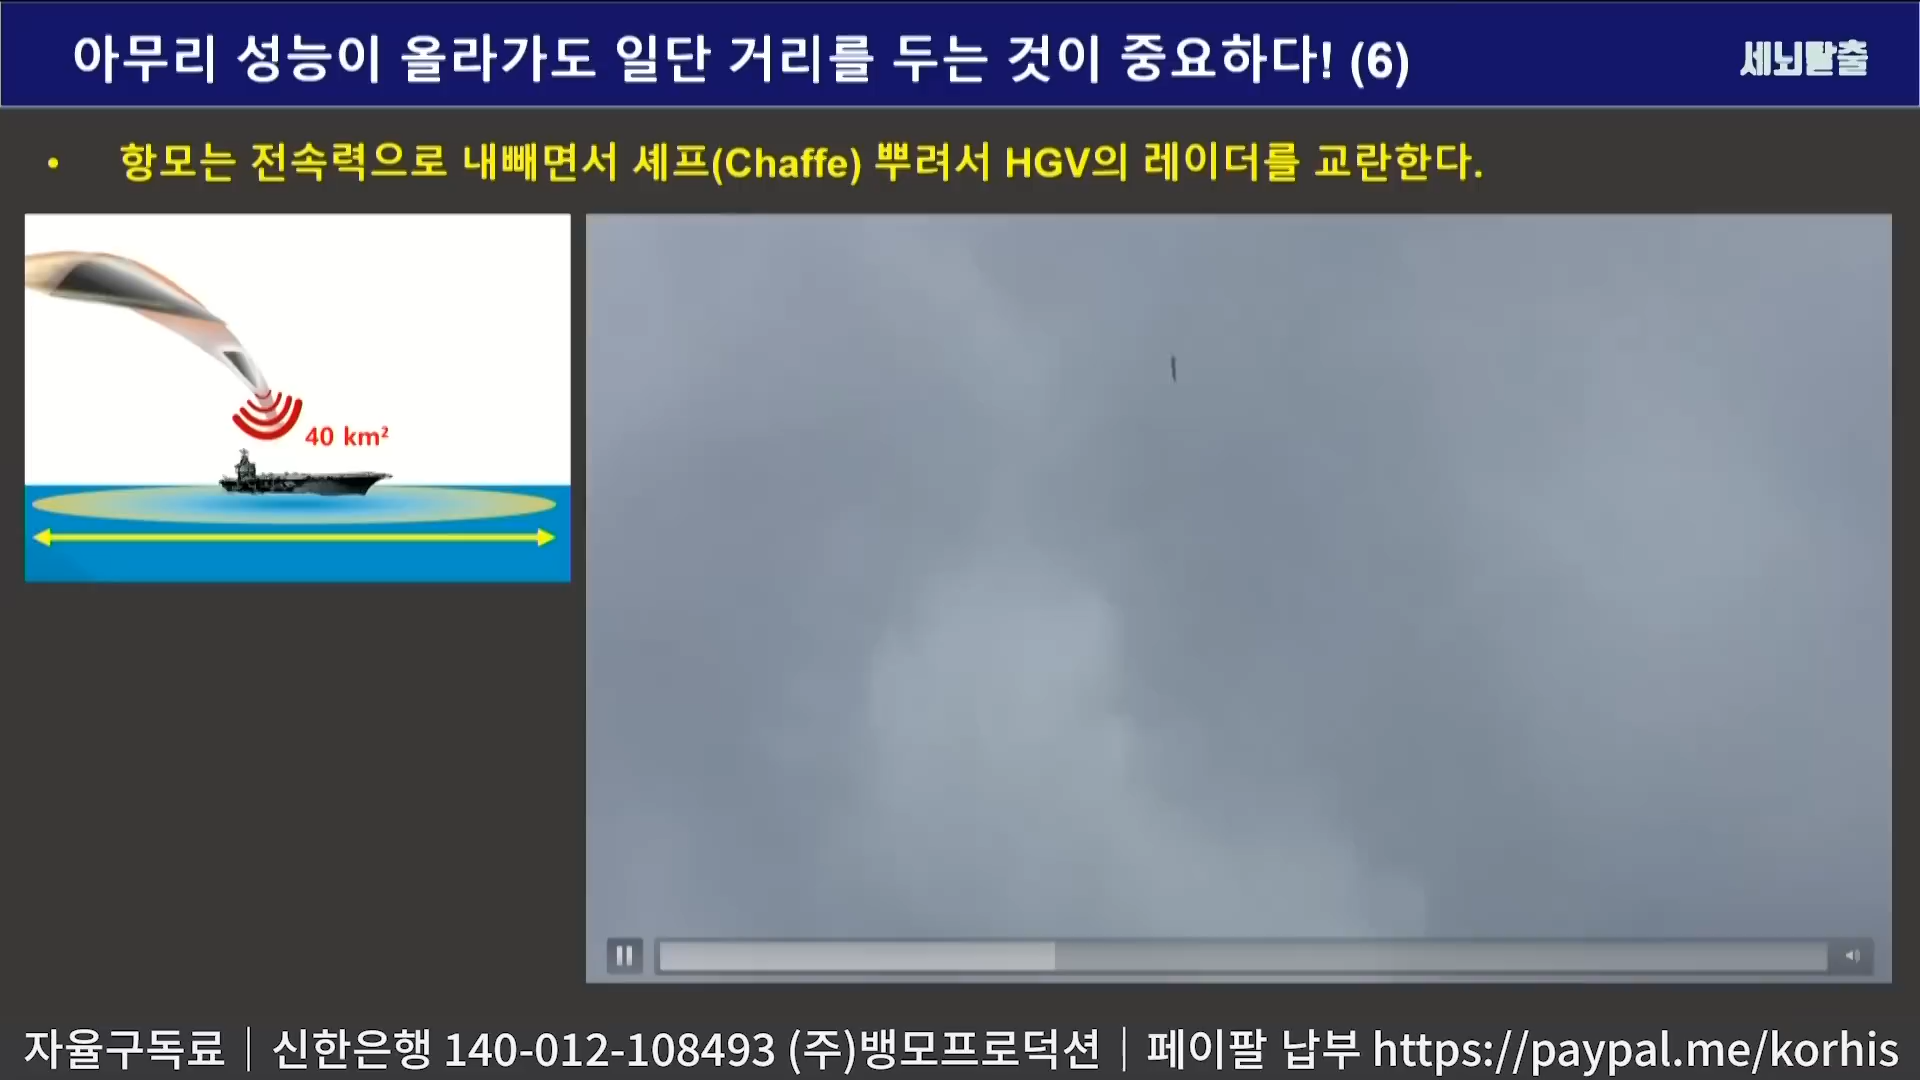 아무리 성능이 올라가도 일단 거리를 두는 것이 중요하다! (6)
세뇌탈출
• 항모는 전속력으로 내빼면서 셰프(Chaffe) 뿌려서 HGV의 레이더를 교란한다.
40 km²
자율구독료 | 신한은행 140-012-108493 (주)뱅모프로덕션 | 페이팔 납부 https://paypal.me/korhis